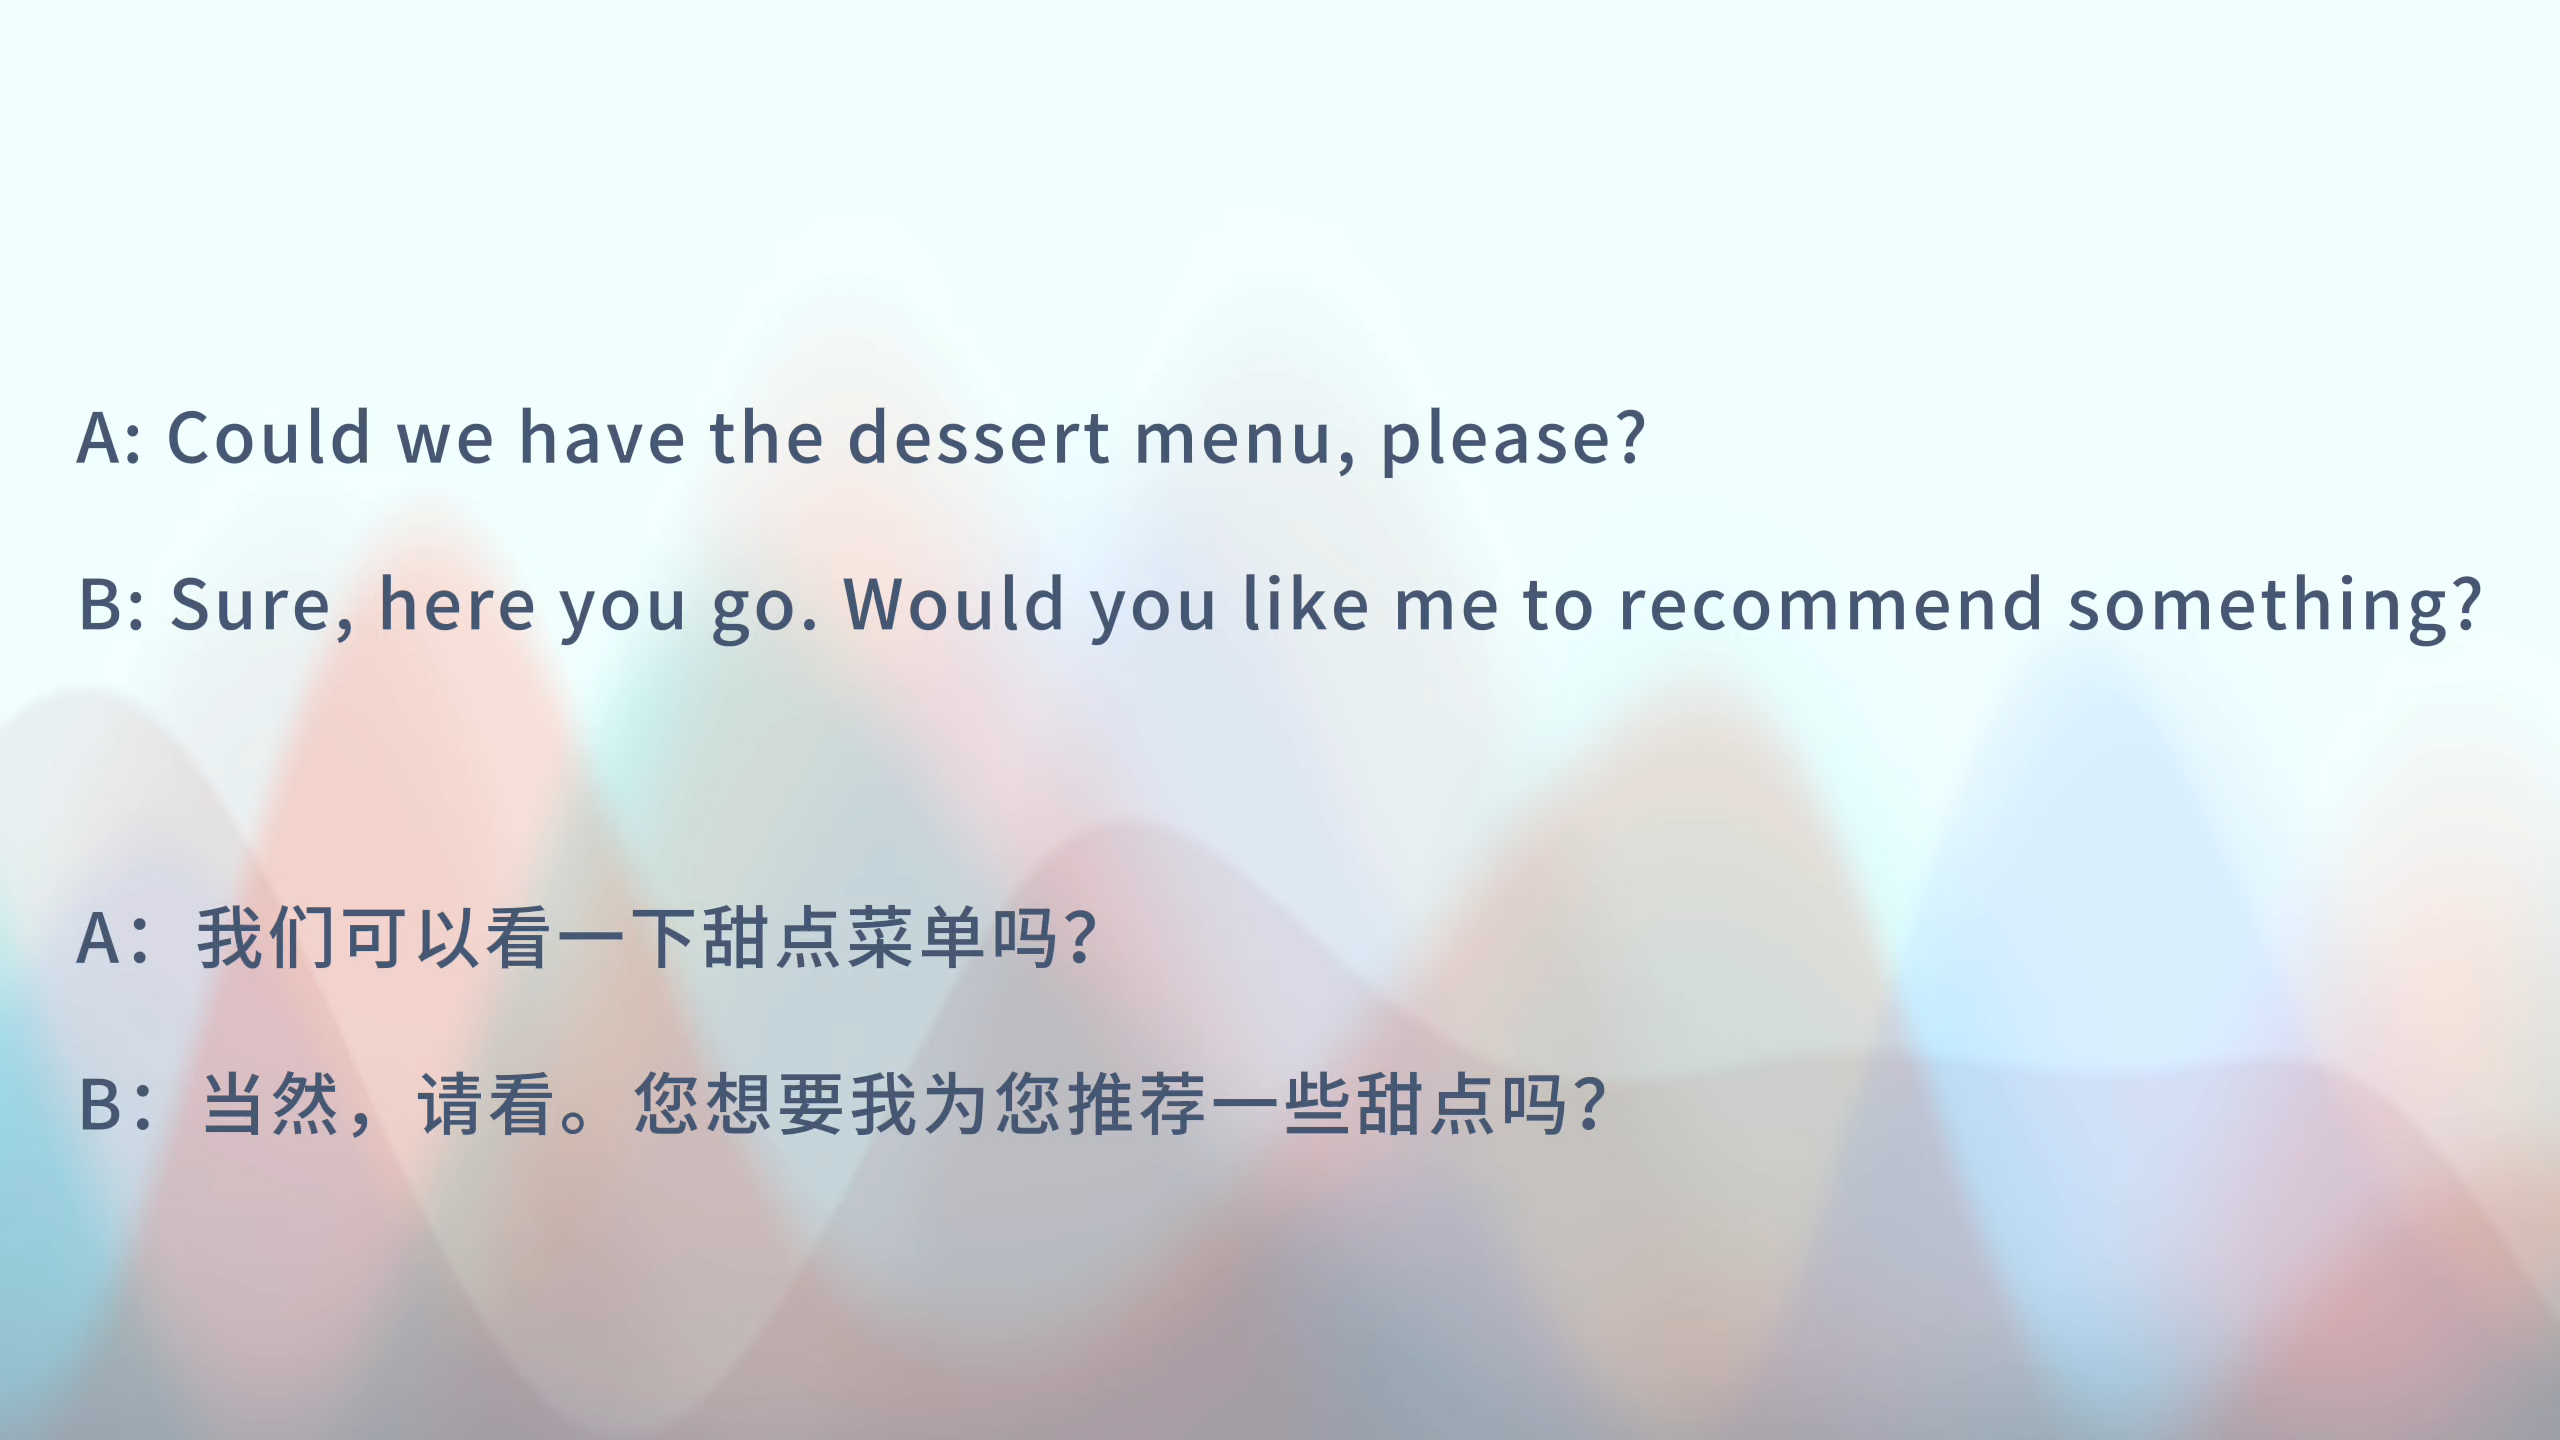 A: Could we have the dessert menu, please?
B: Sure, here you go. Would you like me to recommend something?
A：我们可以看一下甜点菜单吗？
B：当然，请看。您想要我为您推荐一些甜点吗？